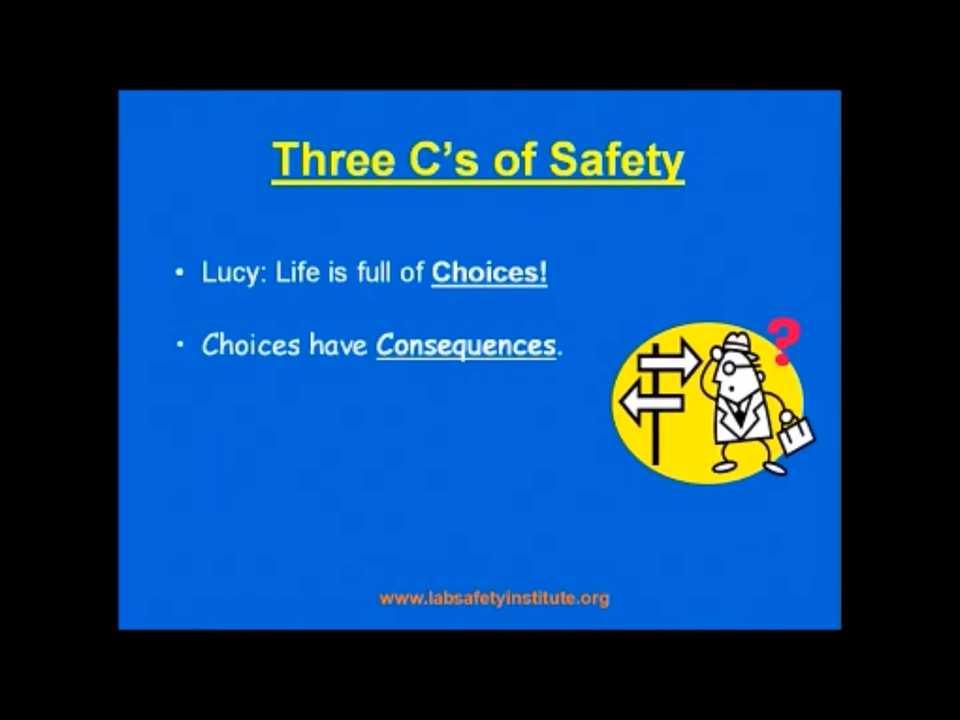 Three C's of Safety
• Lucy: Life is full of Choices!
• Choices have Consequences.
?
www.labsafetyinstitute.org